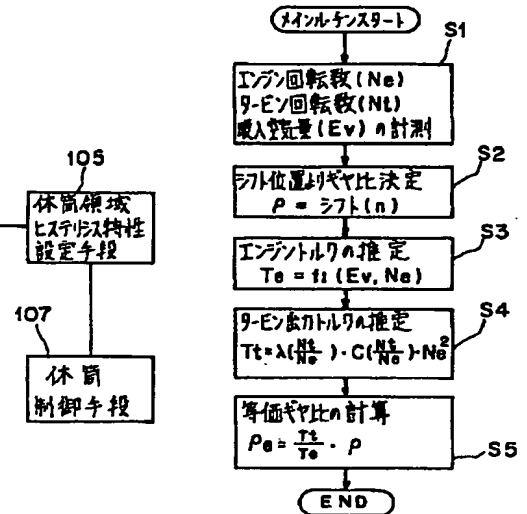 105
休筒領域
ヒステリシス特性
設定手段
107
休筒
制御手段
メインルーチンスタート
S1
エンジン回転数(Ne)
タービン回転数(Nt)
吸入空気量(Ev)の計測
S2
シフト位置よりギヤ比決定
ρ = シフト(n)
S3
エンジントルクの推定
Te = f1(Ev, Ne)
S4
タービン出力トルクの推定
Tt = λ(Nt/Ne)・C(Nt/Ne)・Ne²
等価ギヤ比の計算
ρe = Tt/Te・ρ
S5
END